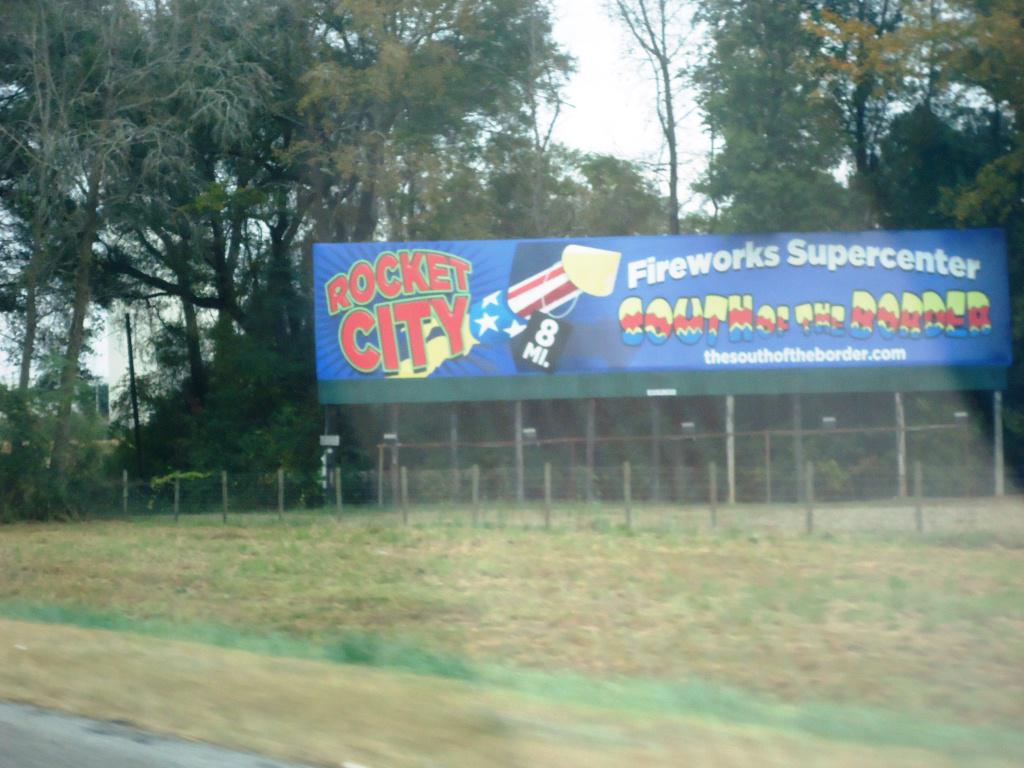 ROCKET
CITY
8
MI.
Fireworks Supercenter
SOUTH OF THE BORDER
thesouthoftheborder.com